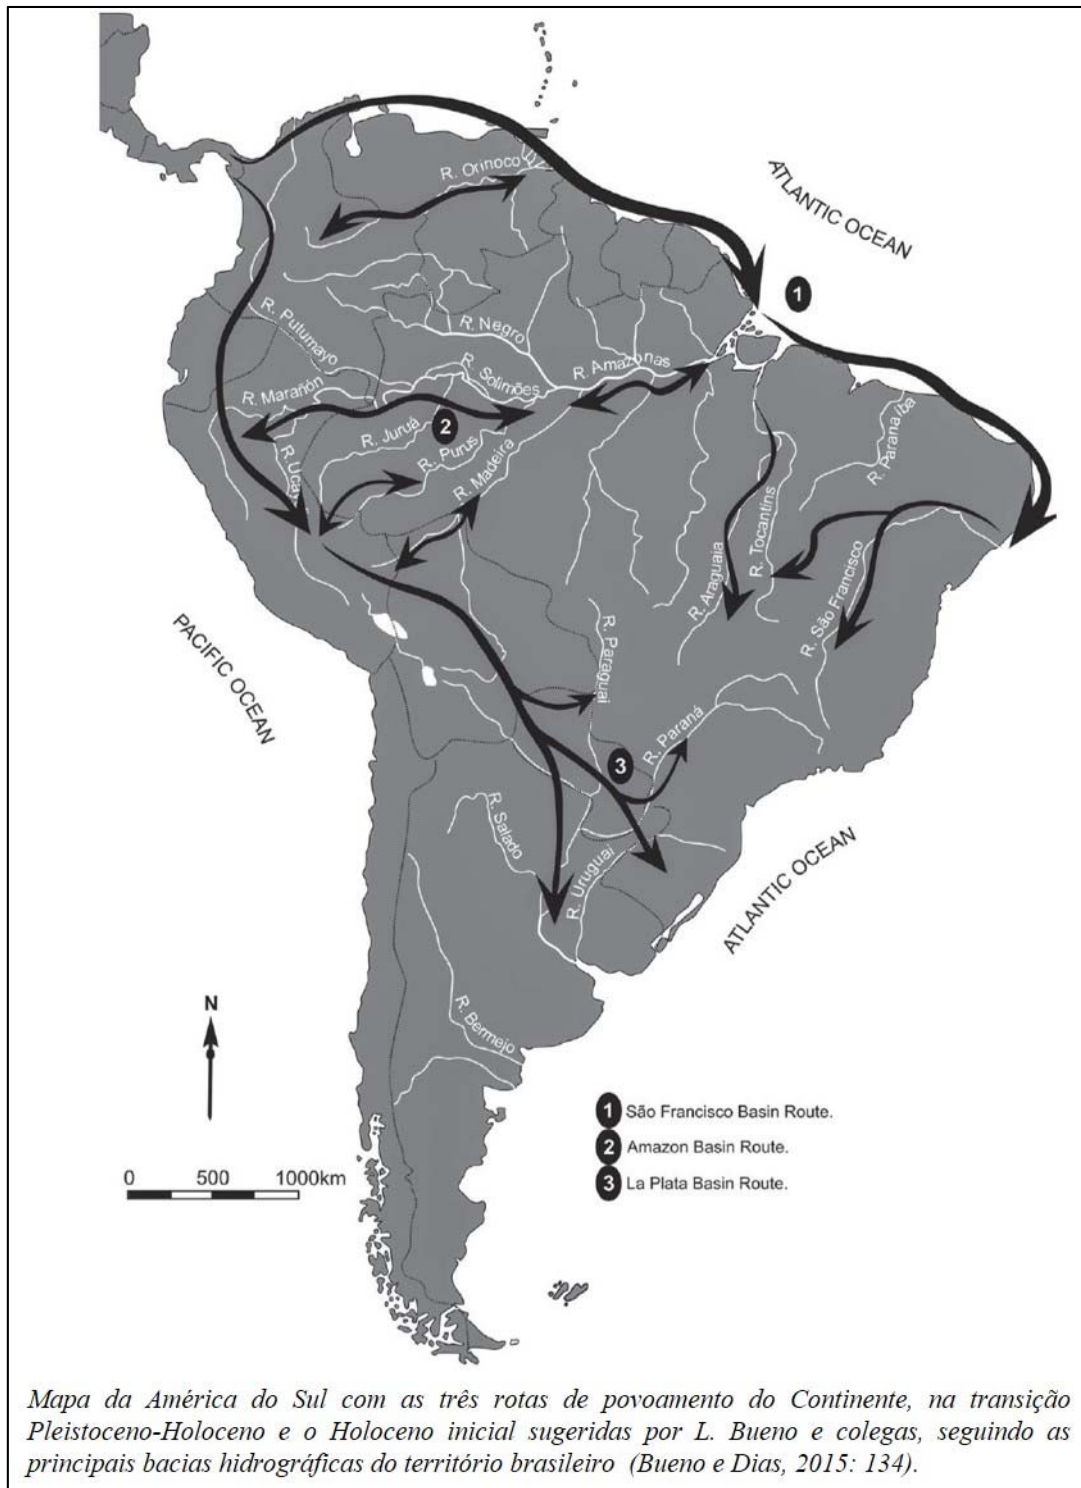 ATLANTIC OCEAN
R. Orinoco
1
R. Putumayo
R. Negro
R. Solimões
R. Amazonas
R. Marañón
2
R. Juruá
R. Purus
R. Madeira
R. Ucay
R. Paranaíba
R. Tocantins
R. Araguaia
R. São Francisco
PACIFIC OCEAN
R. Paraguai
R. Paraná
3
R. Salado
R. Uruguai
ATLANTIC OCEAN
N
R. Bermejo
1 São Francisco Basin Route.
2 Amazon Basin Route.
3 La Plata Basin Route.
0 500 1000km
Mapa da América do Sul com as três rotas de povoamento do Continente, na transição
Pleistoceno-Holoceno e o Holoceno inicial sugeridas por L. Bueno e colegas, seguindo as
principais bacias hidrográficas do território brasileiro (Bueno e Dias, 2015: 134).